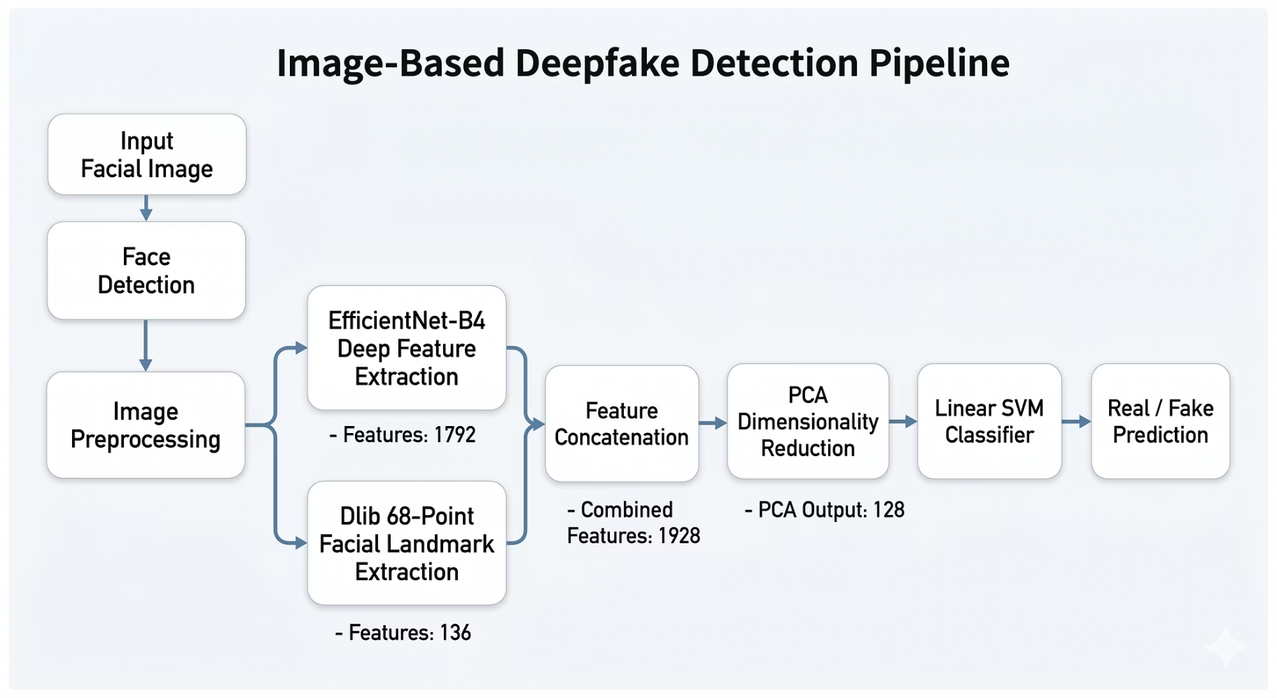 Image-Based Deepfake Detection Pipeline
Input
Facial Image
Face
Detection
Image
Preprocessing
EfficientNet-B4
Deep Feature
Extraction
- Features: 1792
Dlib 68-Point
Facial Landmark
Extraction
- Features: 136
Feature
Concatenation
- Combined
Features: 1928
PCA
Dimensionality
Reduction
- PCA Output: 128
Linear SVM
Classifier
Real / Fake
Prediction